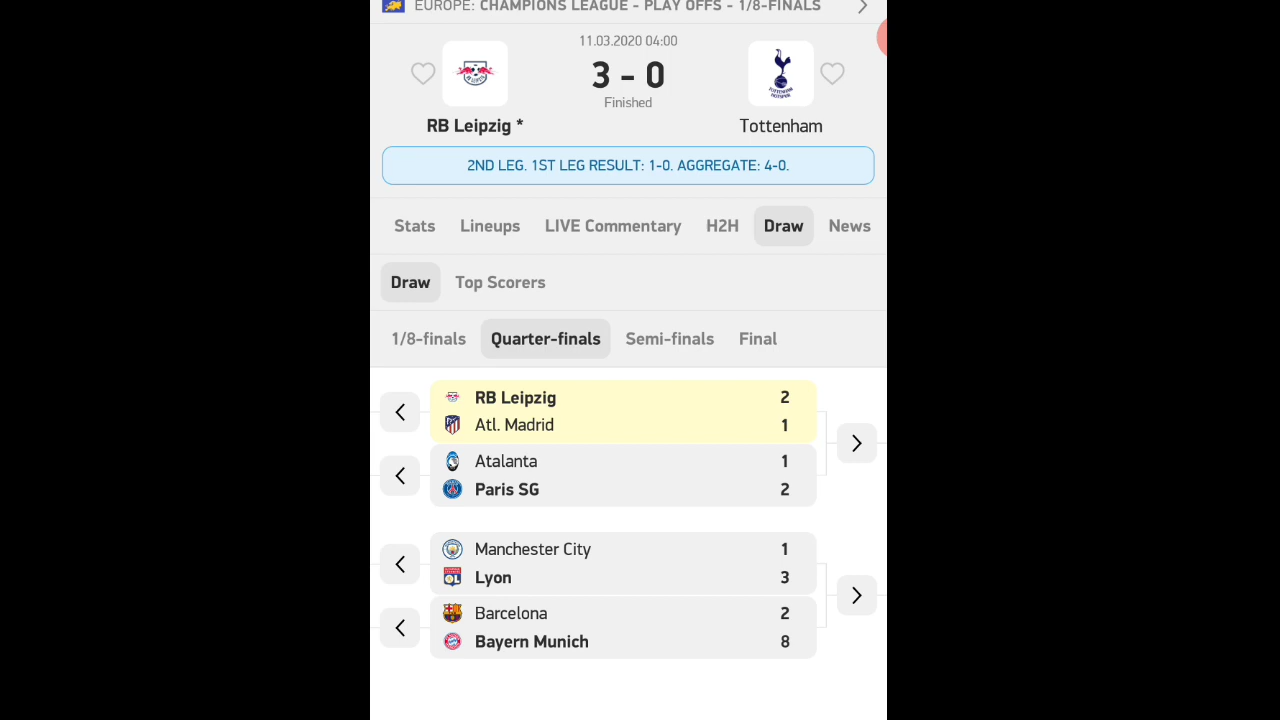 EUROPE: CHAMPIONS LEAGUE - PLAY OFFS - 1/8-FINALS
11.03.2020 04:00
3 - 0
Finished
RB Leipzig *
Tottenham
2ND LEG. 1ST LEG RESULT: 1-0. AGGREGATE: 4-0.
Stats Lineups LIVE Commentary H2H Draw News
Draw Top Scorers
1/8-finals Quarter-finals Semi-finals Final
RB Leipzig 2
Atl. Madrid 1
Atalanta 1
Paris SG 2
Manchester City 1
Lyon 3
Barcelona 2
Bayern Munich 8